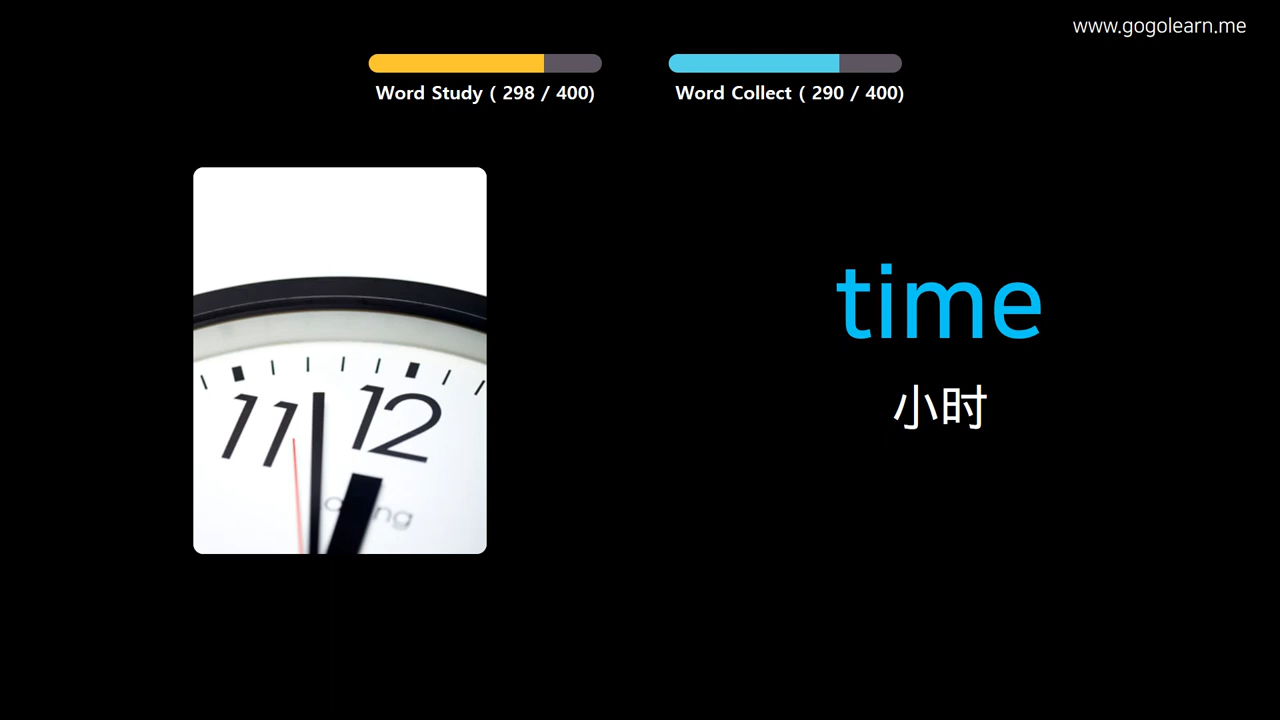 www.gogolearn.me
Word Study ( 298 / 400)
Word Collect ( 290 / 400)
time
小时
11 12